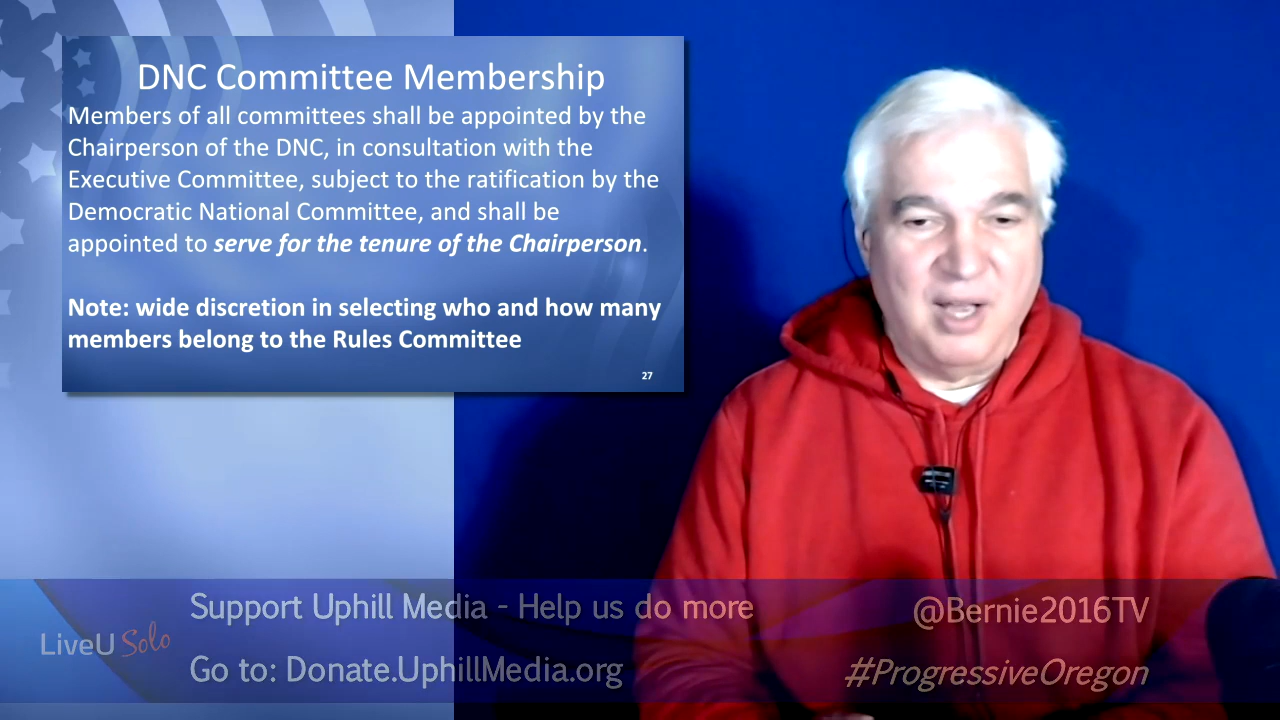 DNC Committee Membership
Members of all committees shall be appointed by the
Chairperson of the DNC, in consultation with the
Executive Committee, subject to the ratification by the
Democratic National Committee, and shall be
appointed to serve for the tenure of the Chairperson.
Note: wide discretion in selecting who and how many
members belong to the Rules Committee
27
LiveU Solo
Support Uphill Media - Help us do more
Go to: Donate.UphillMedia.org
@Bernie2016TV
#ProgressiveOregon